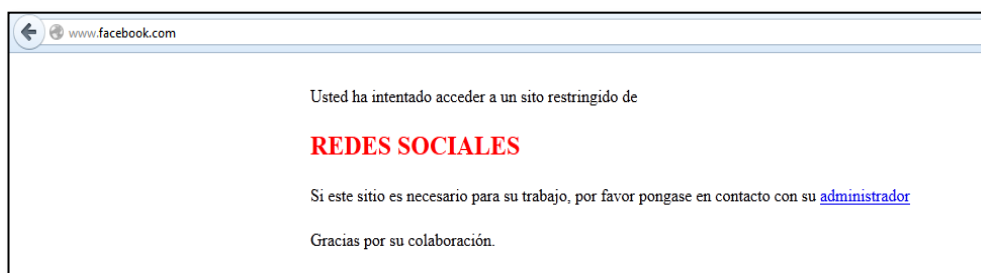 www.facebook.com
Usted ha intentado acceder a un sito restringido de
REDES SOCIALES
Si este sitio es necesario para su trabajo, por favor pongase en contacto con su administrador
Gracias por su colaboración.